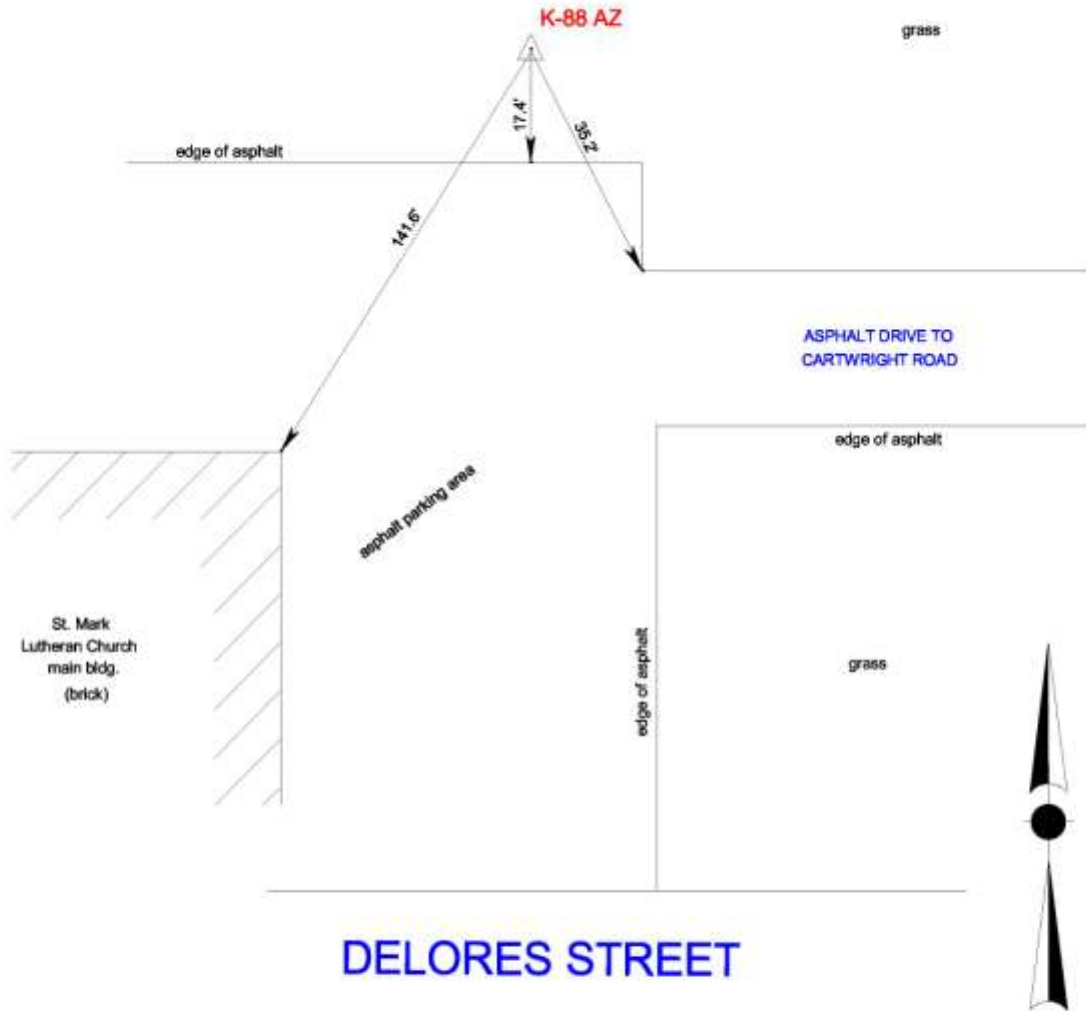 K-88 AZ
grass
17.4'
35.2'
edge of asphalt
141.6'
ASPHALT DRIVE TO
CARTWRIGHT ROAD
edge of asphalt
asphalt parking area
St. Mark
Lutheran Church
main bldg.
(brick)
edge of asphalt
grass
DELORES STREET